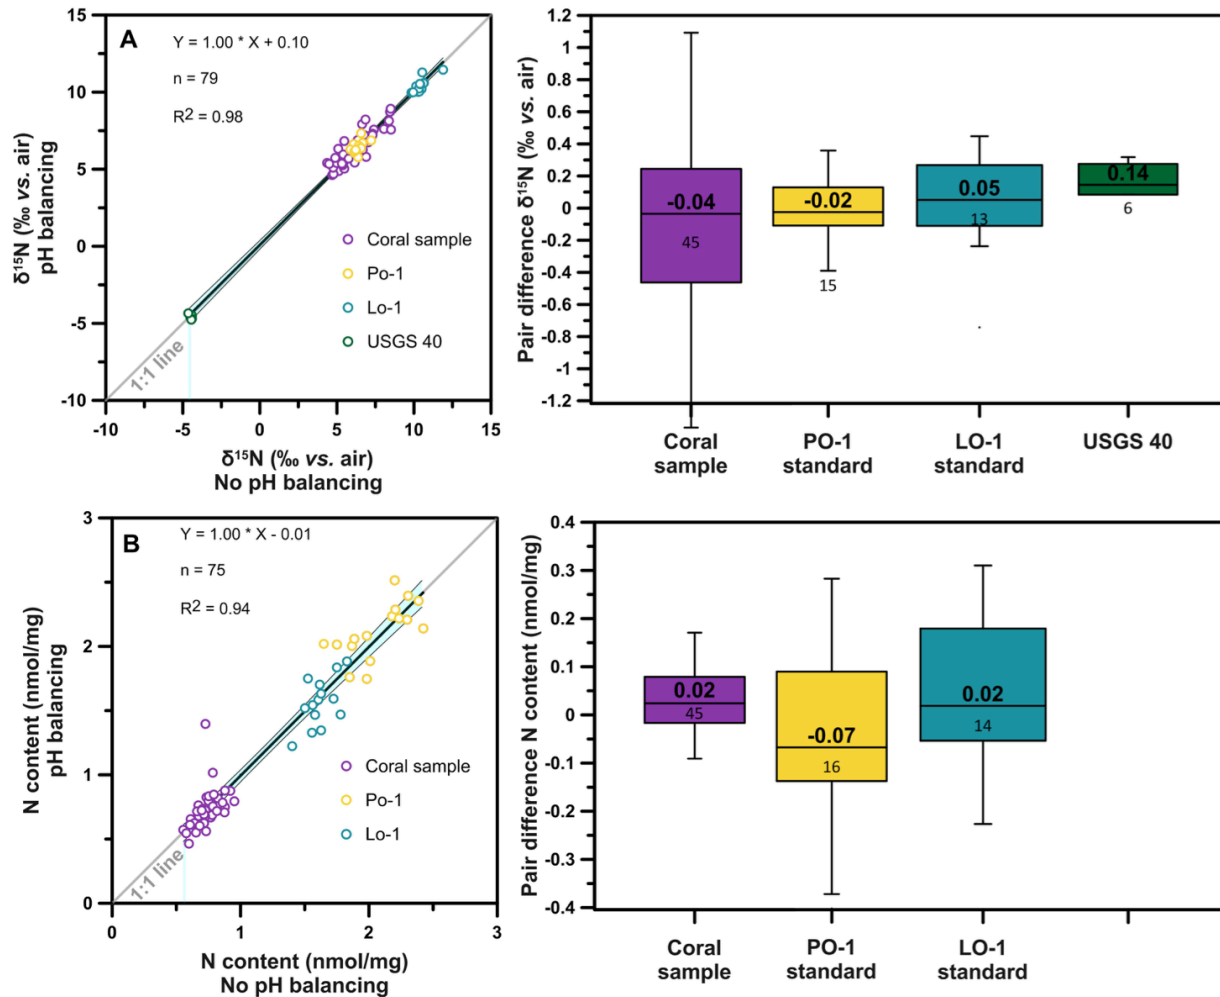 A
Y = 1.00 * X + 0.10
n = 79
R2 = 0.98
15
10
5
0
-5
-10
δ15N (‰ vs. air)
pH balancing
Coral sample
Po-1
Lo-1
USGS 40
1:1 line
-10
-5
0
5
10
15
δ15N (‰ vs. air)
No pH balancing
Pair difference δ15N (‰ vs. air)
1.2
1
0.8
0.6
0.4
0.2
0
-0.2
-0.4
-0.6
-0.8
-1
-1.2
-0.04
45
-0.02
15
0.05
13
0.14
6
Coral
sample
PO-1
standard
LO-1
standard
USGS 40
B
Y = 1.00 * X - 0.01
n = 75
R2 = 0.94
3
2
1
0
N content (nmol/mg)
pH balancing
Coral sample
Po-1
Lo-1
1:1 line
0
1
2
3
N content (nmol/mg)
No pH balancing
Pair difference N content (nmol/mg)
0.4
0.3
0.2
0.1
0
-0.1
-0.2
-0.3
-0.4
0.02
45
-0.07
16
0.02
14
Coral
sample
PO-1
standard
LO-1
standard